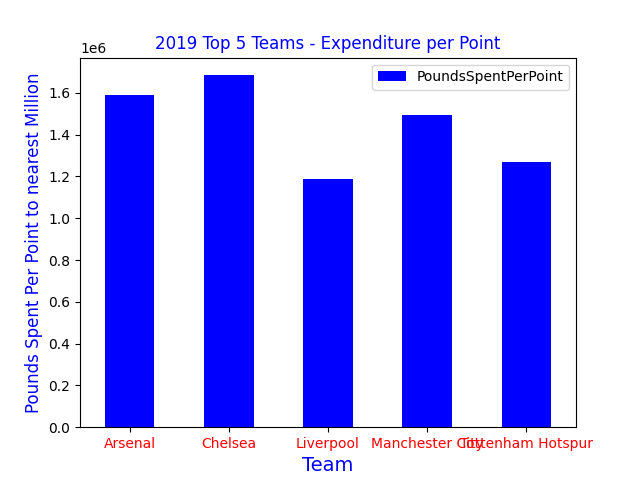 2019 Top 5 Teams - Expenditure per Point
1e6
PoundsSpentPerPoint
Pounds Spent Per Point to nearest Million
1.6
1.4
1.2
1.0
0.8
0.6
0.4
0.2
0.0
Arsenal Chelsea Liverpool Manchester City Tottenham Hotspur
Team